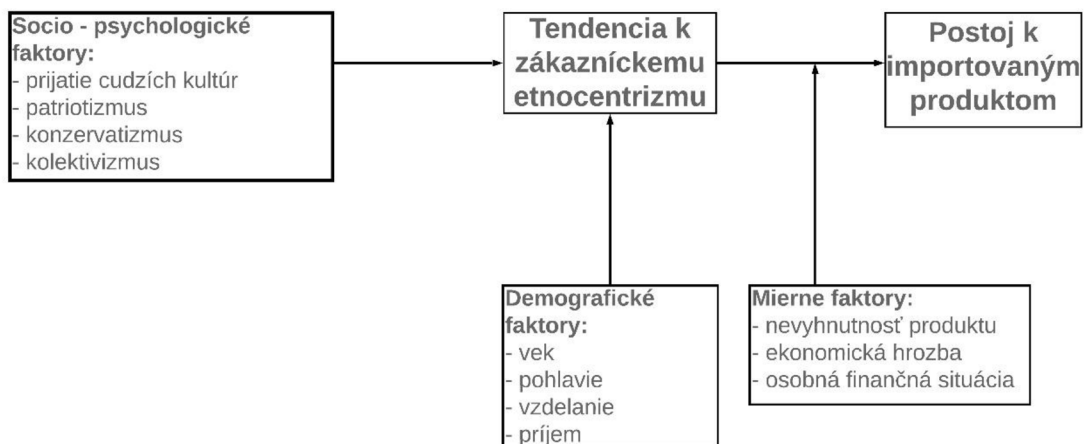 Socio - psychologické
faktory:
- prijatie cudzích kultúr
- patriotizmus
- konzervatizmus
- kolektivizmus
Tendencia k
zákazníckemu
etnocentrizmu
Postoj k
importovaným
produktom
Demografické
faktory:
- vek
- pohlavie
- vzdelanie
- príjem
Mierne faktory:
- nevyhnutnosť produktu
- ekonomická hrozba
- osobná finančná situácia